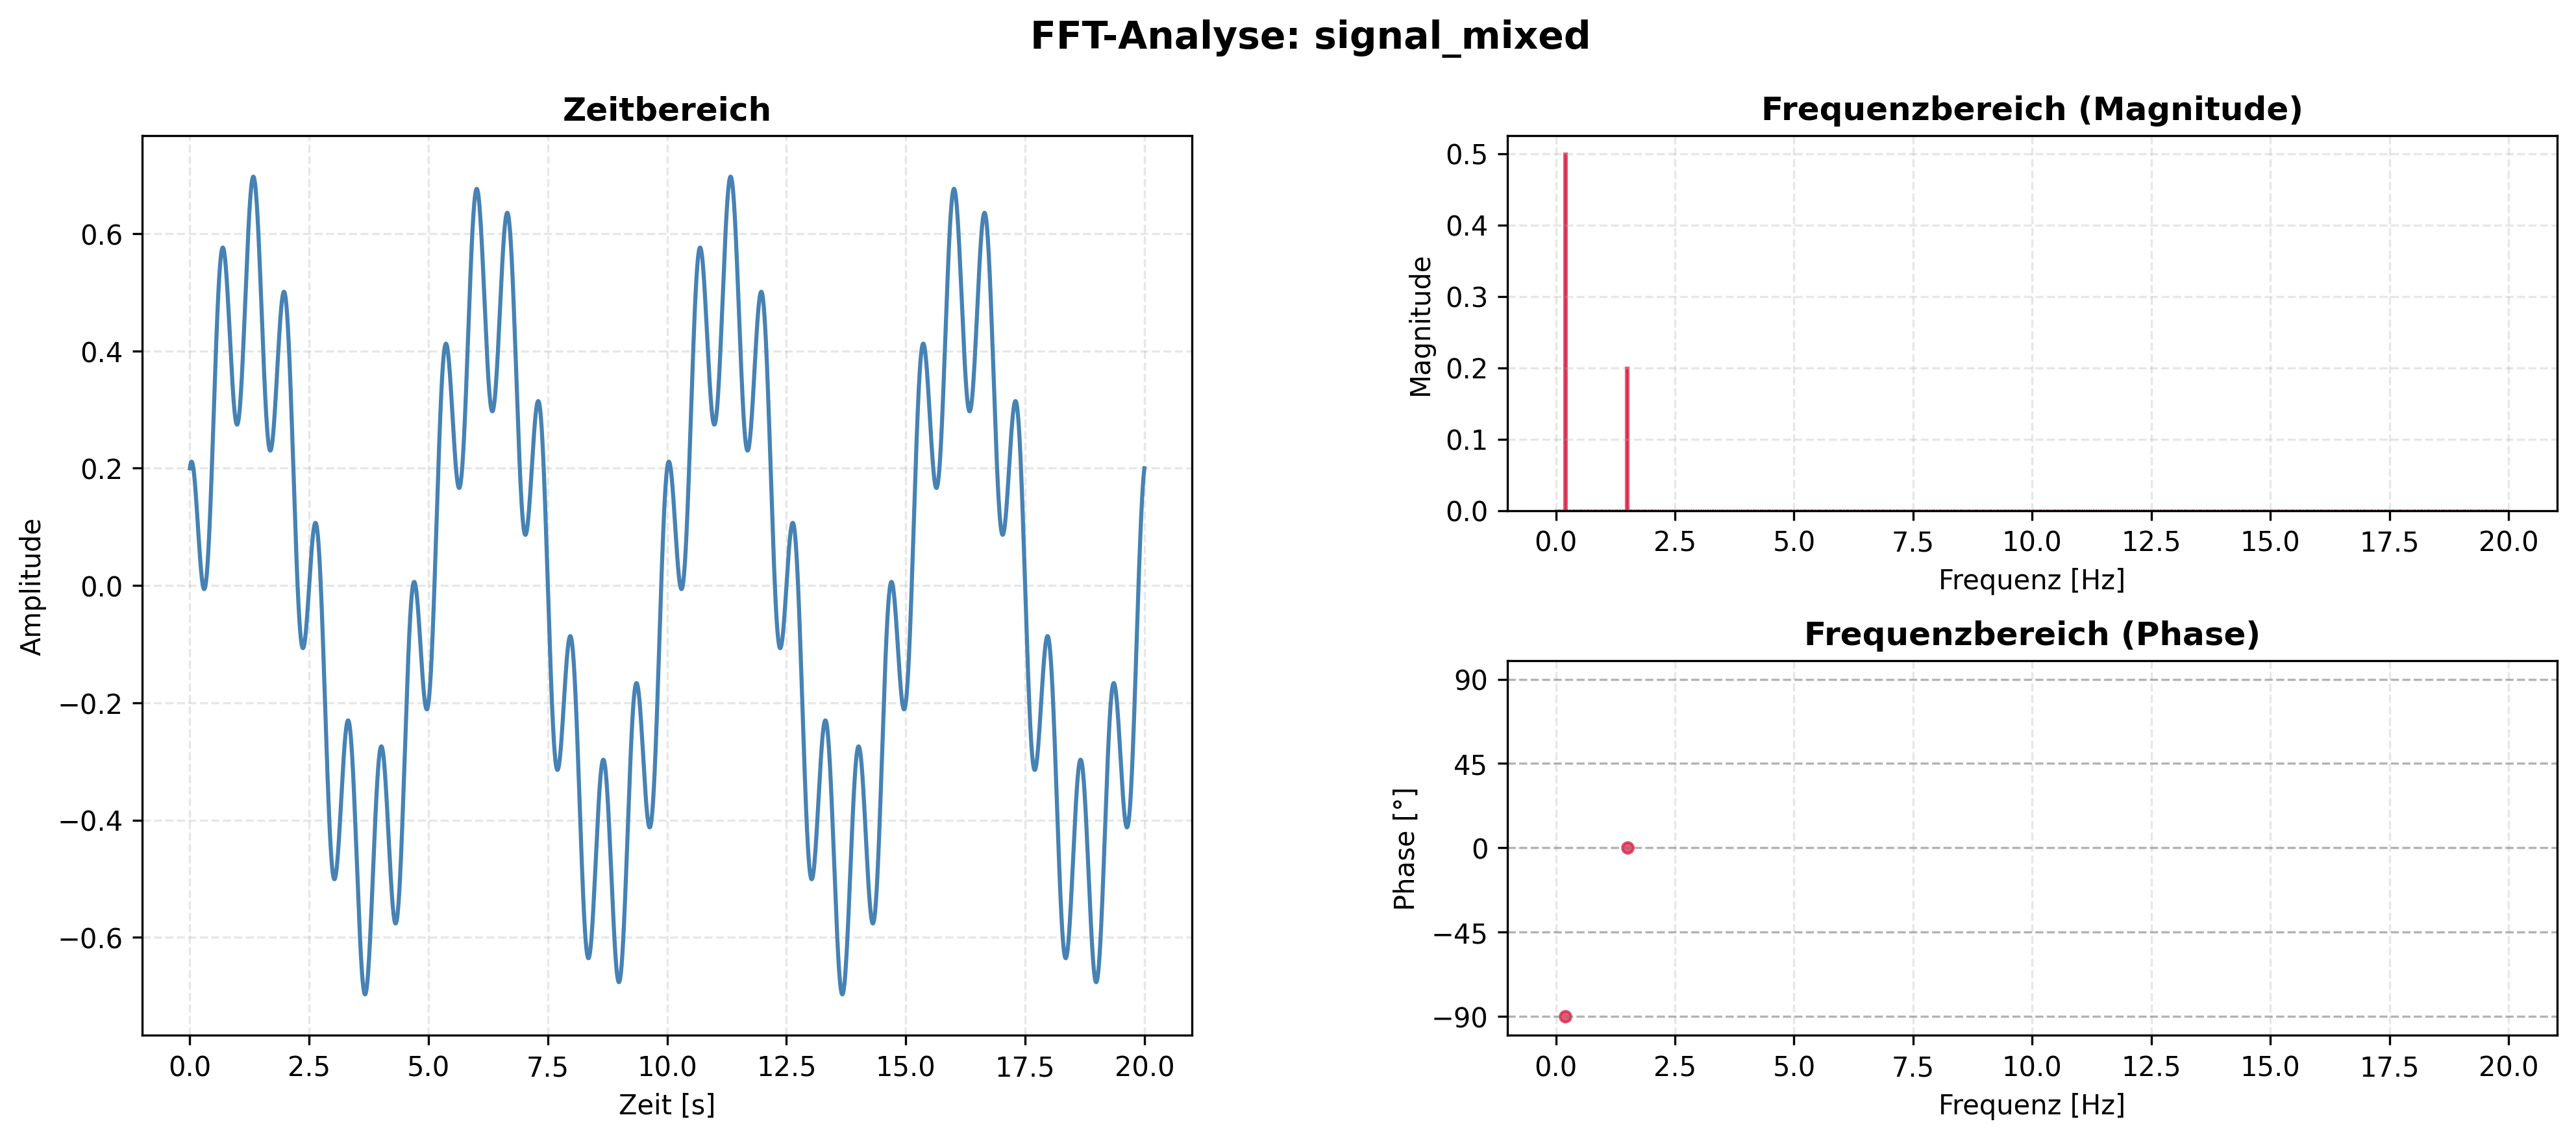 FFT-Analyse: signal_mixed
Zeitbereich
Amplitude
0.6
0.4
0.2
0.0
−0.2
−0.4
−0.6
0.0 2.5 5.0 7.5 10.0 12.5 15.0 17.5 20.0
Zeit [s]
Frequenzbereich (Magnitude)
Magnitude
0.5
0.4
0.3
0.2
0.1
0.0
0.0 2.5 5.0 7.5 10.0 12.5 15.0 17.5 20.0
Frequenz [Hz]
Frequenzbereich (Phase)
Phase [°]
90
45
0
−45
−90
0.0 2.5 5.0 7.5 10.0 12.5 15.0 17.5 20.0
Frequenz [Hz]